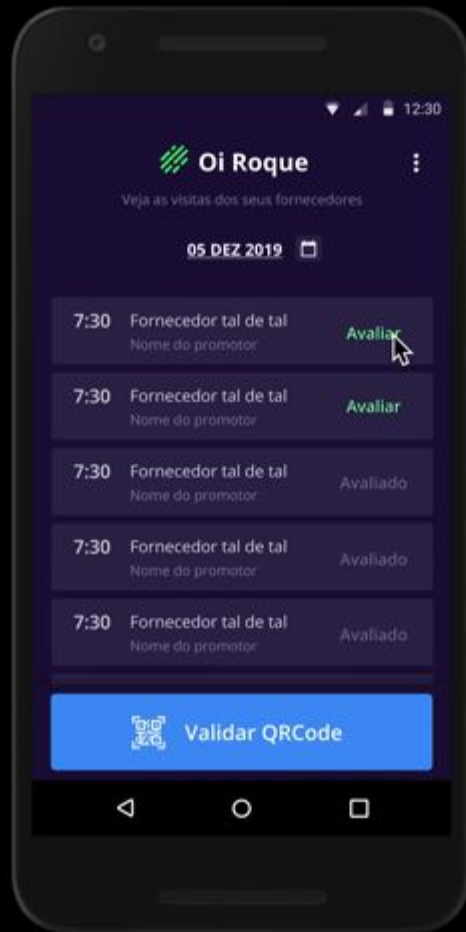 12:30
Oi Roque
Veja as visitas dos seus fornecedores
05 DEZ 2019
7:30 Fornecedor tal de tal Avaliar
Nome do promotor
7:30 Fornecedor tal de tal Avaliar
Nome do promotor
7:30 Fornecedor tal de tal Avaliado
Nome do promotor
7:30 Fornecedor tal de tal Avaliado
Nome do promotor
7:30 Fornecedor tal de tal Avaliado
Nome do promotor
Validar QRCode